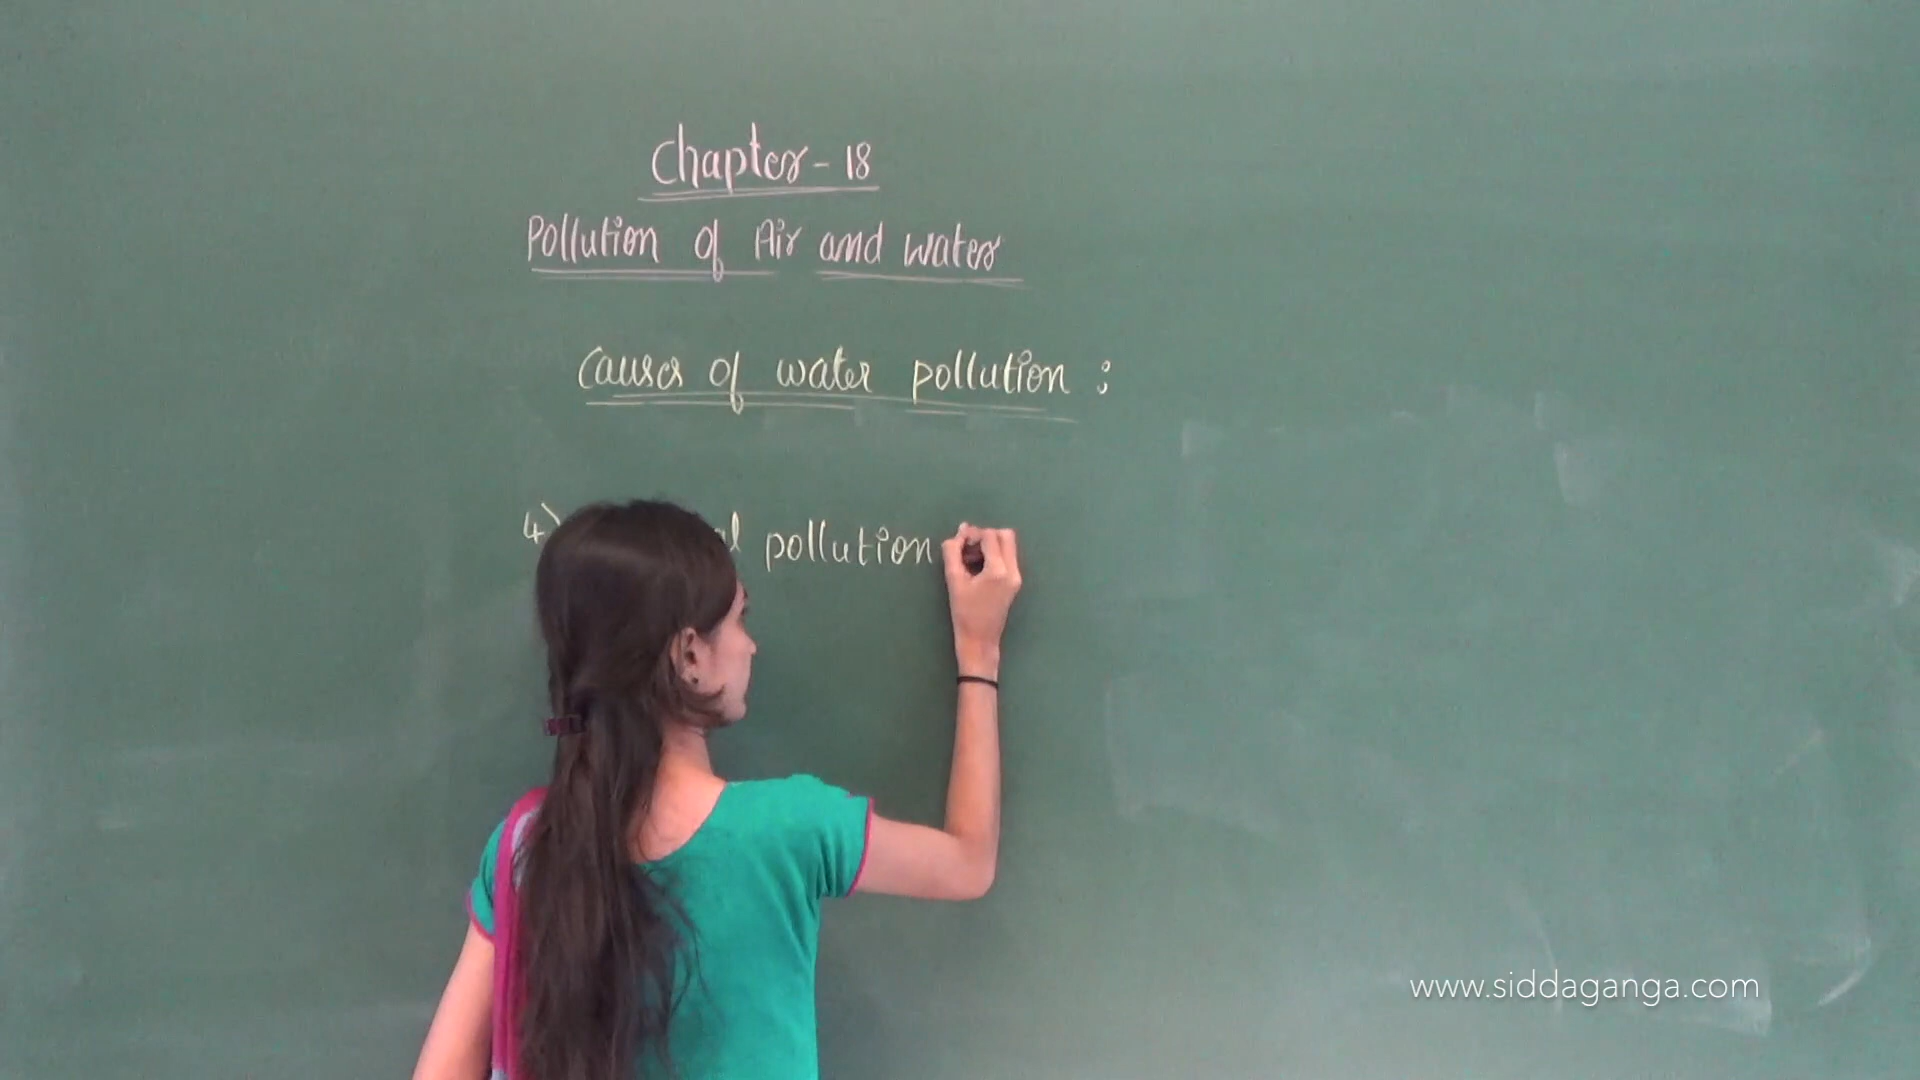 Chapter - 18
Pollution of Air and Water
Causes of water pollution :
4) pollution
www.siddaganga.com